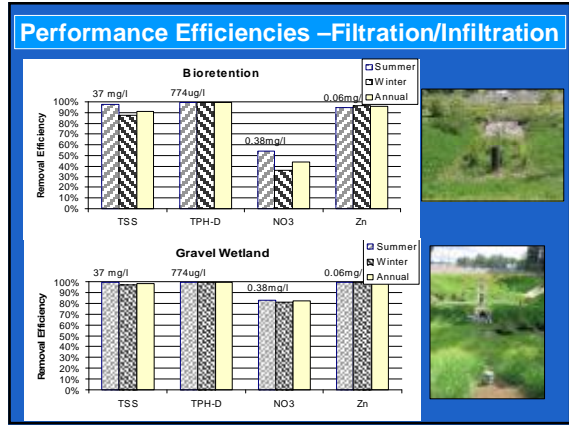 Performance Efficiencies –Filtration/Infiltration
Bioretention
Summer
Winter
Annual
37 mg/l
774ug/l
0.38mg/l
0.06mg/l
Removal Efficiency
100%
90%
80%
70%
60%
50%
40%
30%
20%
10%
0%
TSS
TPH-D
NO3
Zn
Gravel Wetland
Summer
Winter
Annual
37 mg/l
774ug/l
0.38mg/l
0.06mg/
Removal Efficiency
100%
90%
80%
70%
60%
50%
40%
30%
20%
10%
0%
TSS
TPH-D
NO3
Zn